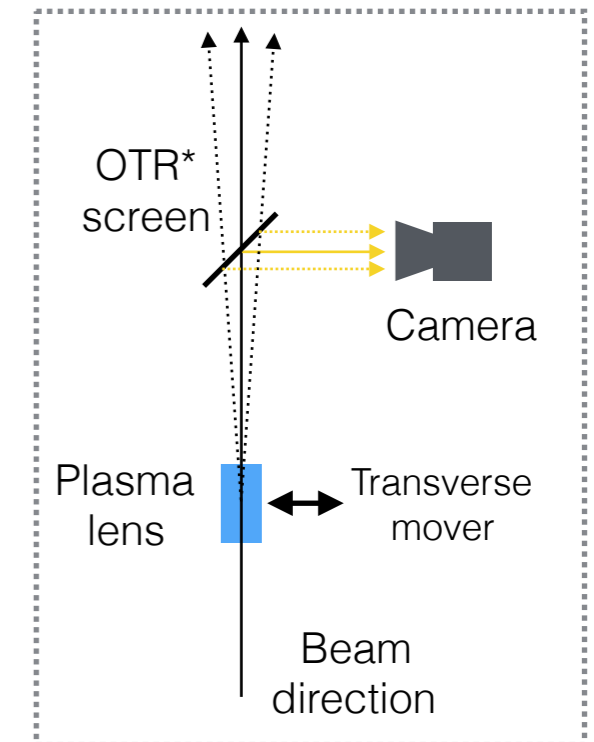 OTR*
screen
Camera
Plasma
lens
Transverse
mover
Beam
direction